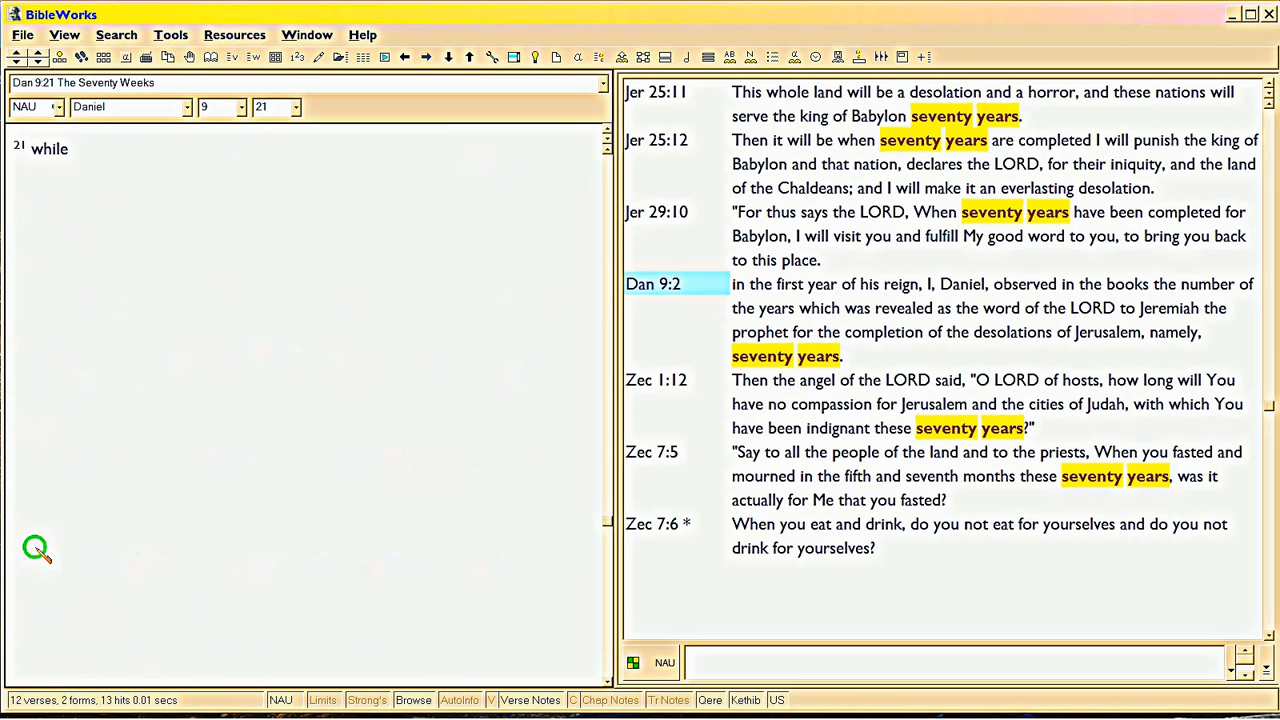 BibleWorks
File View Search Tools Resources Window Help
Dan 9:21 The Seventy Weeks
NAU Daniel 9 21
21 while
Jer 25:11 This whole land will be a desolation and a horror, and these nations will
serve the king of Babylon seventy years.
Jer 25:12 Then it will be when seventy years are completed I will punish the king of
Babylon and that nation, declares the LORD, for their iniquity, and the land
of the Chaldeans; and I will make it an everlasting desolation.
Jer 29:10 "For thus says the LORD, When seventy years have been completed for
Babylon, I will visit you and fulfill My good word to you, to bring you back
to this place.
Dan 9:2 in the first year of his reign, I, Daniel, observed in the books the number of
the years which was revealed as the word of the LORD to Jeremiah the
prophet for the completion of the desolations of Jerusalem, namely,
seventy years.
Zec 1:12 Then the angel of the LORD said, "O LORD of hosts, how long will You
have no compassion for Jerusalem and the cities of Judah, with which You
have been indignant these seventy years?"
Zec 7:5 "Say to all the people of the land and to the priests, When you fasted and
mourned in the fifth and seventh months these seventy years, was it
actually for Me that you fasted?
Zec 7:6 * When you eat and drink, do you not eat for yourselves and do you not
drink for yourselves?
NAU
12 verses, 2 forms, 13 hits 0.01 secs NAU Limits Strong's Browse AutoInfo V Verse Notes C Chap Notes Tr Notes Qere Kethib US